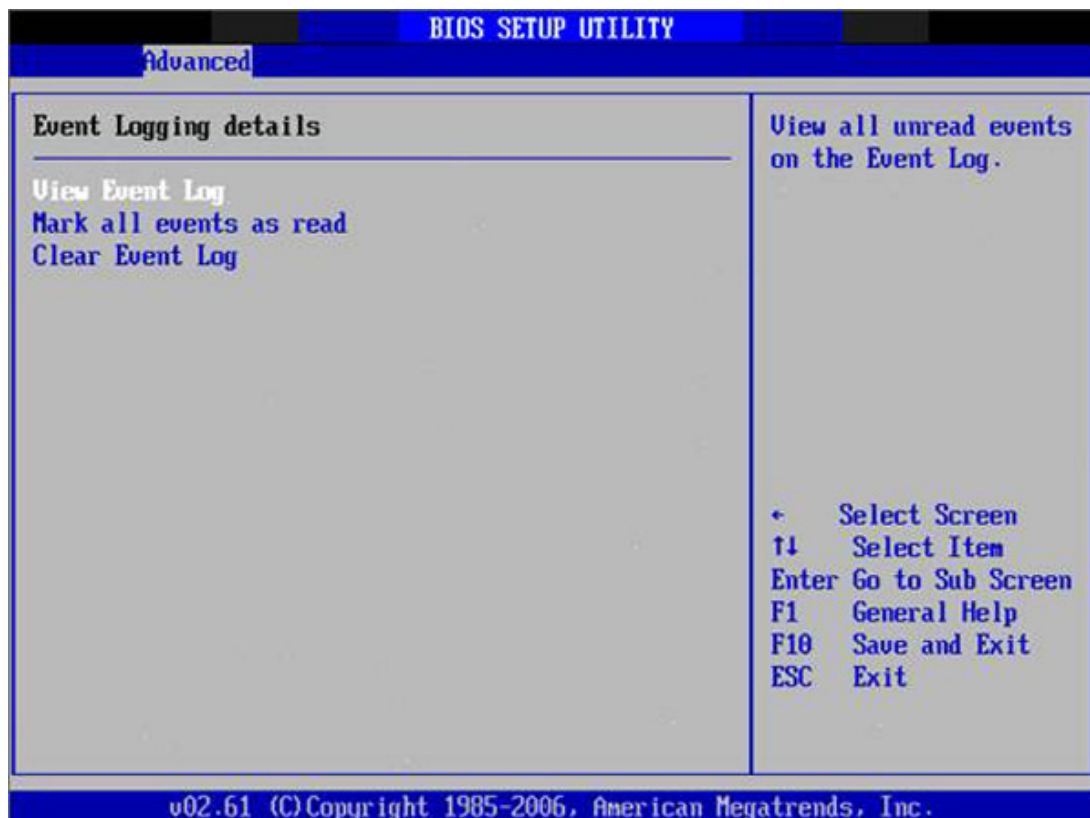 BIOS SETUP UTILITY
Advanced
Event Logging details
View Event Log
Mark all events as read
Clear Event Log
View all unread events
on the Event Log.
← Select Screen
↑↓ Select Item
Enter Go to Sub Screen
F1 General Help
F10 Save and Exit
ESC Exit
v02.61 (C)Copyright 1985-2006, American Megatrends, Inc.